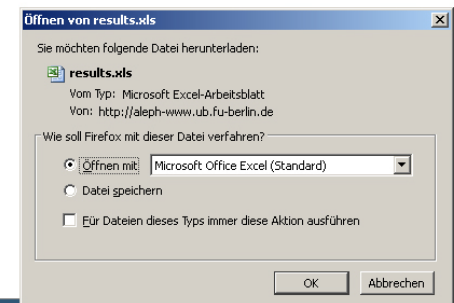 Öffnen von results.xls
Sie möchten folgende Datei herunterladen:
results.xls
Vom Typ: Microsoft Excel-Arbeitsblatt
Von: http://aleph-www.ub.fu-berlin.de
Wie soll Firefox mit dieser Datei verfahren?
Öffnen mit Microsoft Office Excel (Standard)
Datei speichern
Für Dateien dieses Typs immer diese Aktion ausführen
OK Abbrechen